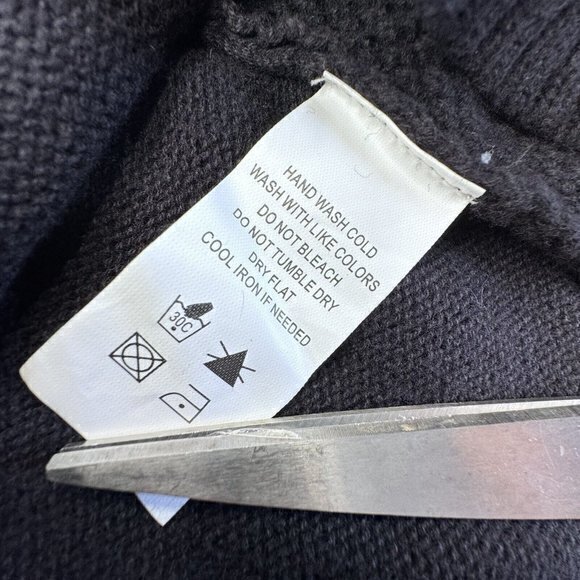 HAND WASH COLD
WASH WITH LIKE COLORS
DO NOT BLEACH
DO NOT TUMBLE DRY
DRY FLAT
COOL IRON IF NEEDED
30C